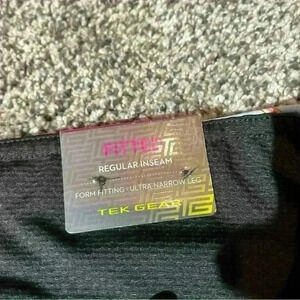 FITTED
REGULAR INSEAM
FORM FITTING - ULTRA NARROW LEG
TEK GEAR